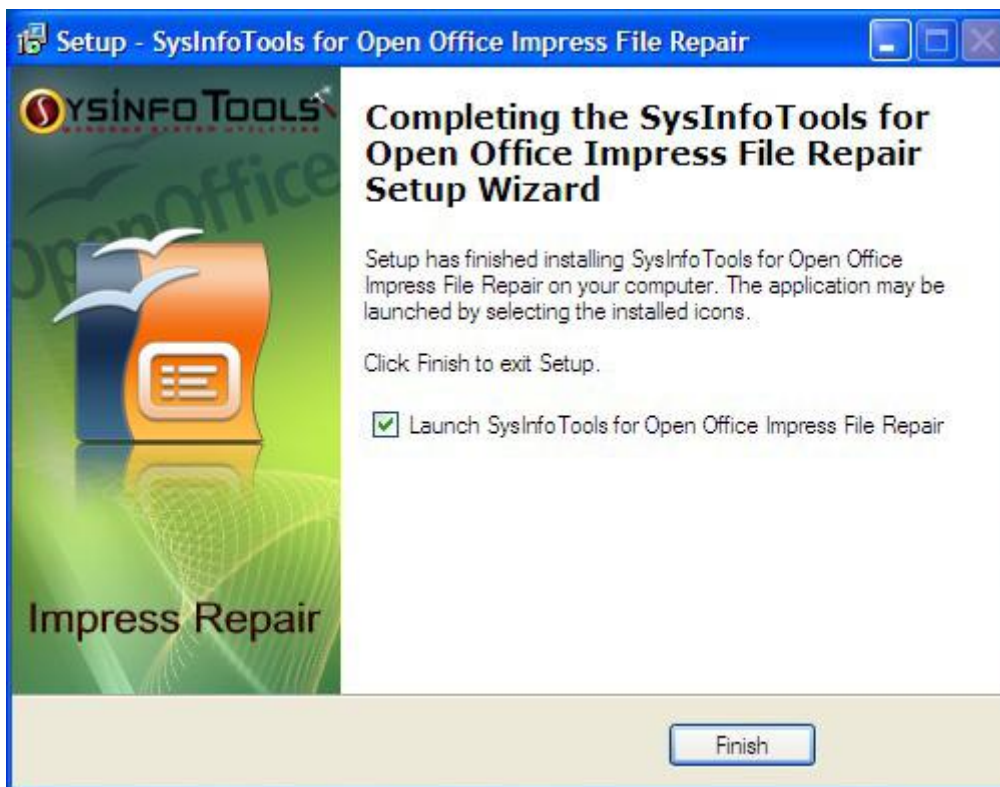 Setup - SysInfoTools for Open Office Impress File Repair
SYSINFO TOOLS
WINDOWS SYSTEM UTILITIES
OpenOffice
Impress Repair
Completing the SysInfoTools for
Open Office Impress File Repair
Setup Wizard
Setup has finished installing SysInfoTools for Open Office
Impress File Repair on your computer. The application may be
launched by selecting the installed icons.
Click Finish to exit Setup.
Launch SysInfoTools for Open Office Impress File Repair
Finish